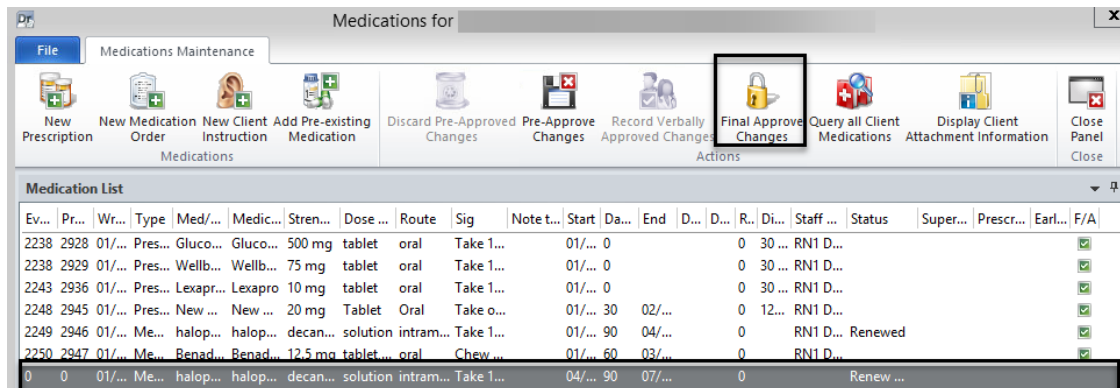 Dr
Medications for
x
File Medications Maintenance
New Prescription
New Medication Order
New Client Instruction
Add Pre-existing Medication
Medications
Discard Pre-Approved Changes
Pre-Approve Changes
Record Verbally Approved Changes
Final Approve Changes
Query all Client Medications
Display Client Attachment Information
Actions
Close Panel
Close
Medication List
Ev... Pr... Wr... Type Med/... Medic... Stren... Dose ... Route Sig Note t... Start Da... End D... D... R.. Di... Staff ... Status Super... Prescr... Earl... F/A
2238 2928 01/... Pres... Gluco... Gluco... 500 mg tablet oral Take 1... 01/... 0 0 30 ... RN1 D...
2238 2929 01/... Pres... Wellb... Wellb... 75 mg tablet oral Take 1... 01/... 0 0 30 ... RN1 D...
2243 2936 01/... Pres... Lexapr... Lexapro 10 mg tablet oral Take 1... 01/... 0 0 30 ... RN1 D...
2248 2945 01/... Pres... New ... New ... 20 mg Tablet Oral Take o... 01/... 30 02/... 0 12... RN1 D...
2249 2946 01/... Me... halop... halop... decan... solution intram... Take 1... 01/... 90 04/... 0 RN1 D... Renewed
2250 2947 01/... Me... Benad... Benad... 12.5 mg tablet,... oral Chew ... 01/... 60 03/... 0 RN1 D...
0 0 01/... Me... halop... halop... decan... solution intram... Take 1... 04/... 90 07/... 0 Renew ...